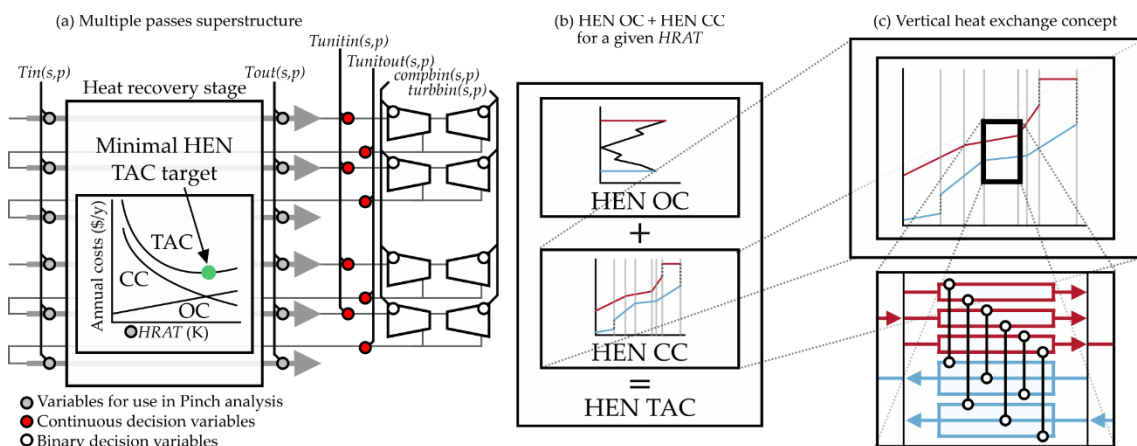 (a) Multiple passes superstructure
Tunitin(s,p)
Tunitout(s,p)
Tin(s,p)
Tout(s,p)
compbin(s,p)
turbbin(s,p)
Heat recovery stage
Minimal HEN
TAC target
Annual costs ($/y)
TAC
CC
OC
HRAT (K)
Variables for use in Pinch analysis
Continuous decision variables
Binary decision variables
(b) HEN OC + HEN CC
for a given HRAT
HEN OC
+
HEN CC
=
HEN TAC
(c) Vertical heat exchange concept